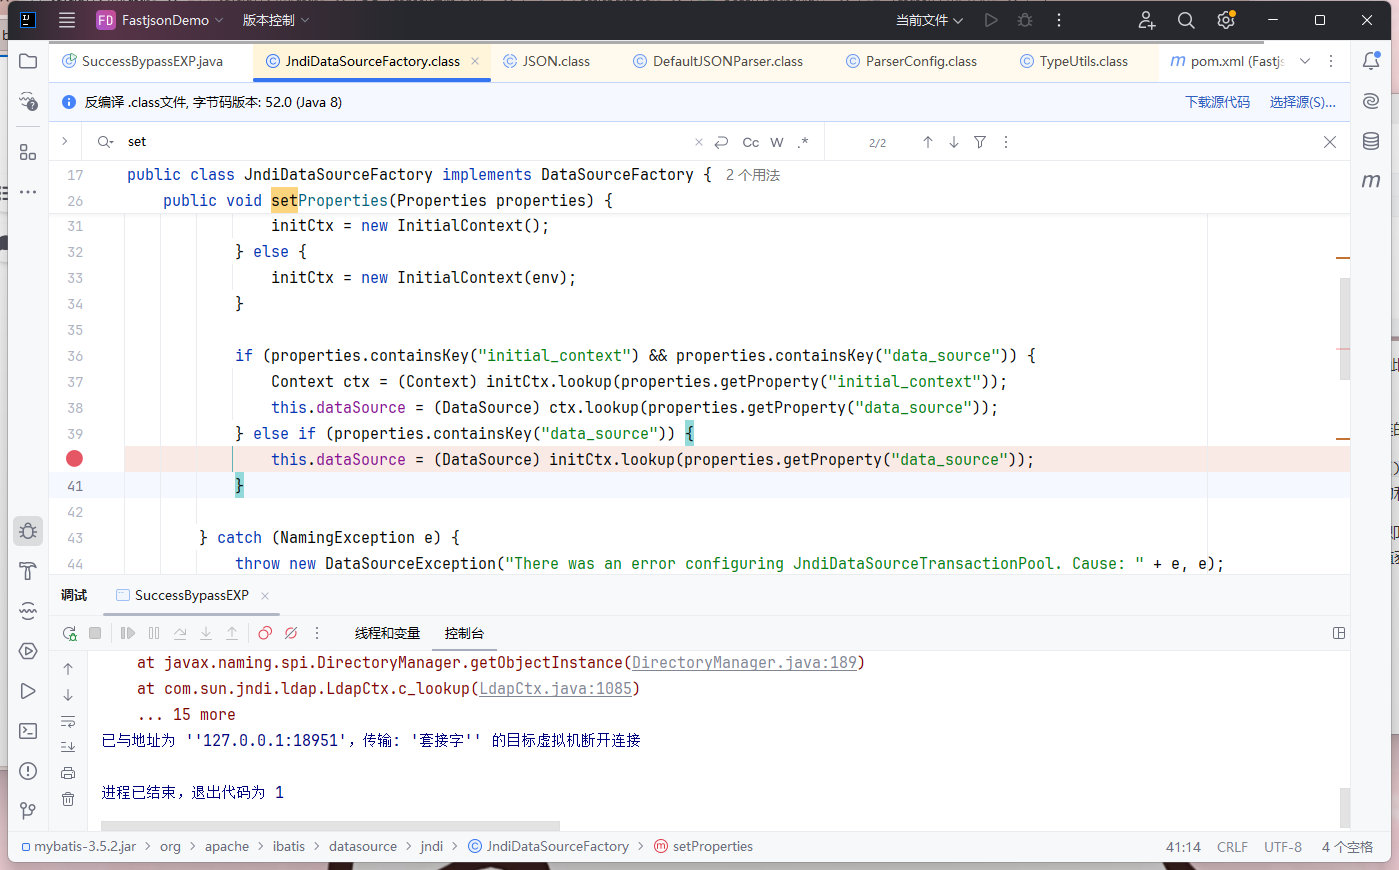 FD FastjsonDemo 版本控制 当前文件
SuccessBypassEXP.java JndiDataSourceFactory.class JSON.class DefaultJSONParser.class ParserConfig.class TypeUtils.class pom.xml (Fastjs
反编译 .class文件, 字节码版本: 52.0 (Java 8) 下载源代码 选择源(S)...
set Cc W .* 2/2
17 public class JndiDataSourceFactory implements DataSourceFactory { 2 个用法
26 public void setProperties(Properties properties) {
31 initCtx = new InitialContext();
32 } else {
33 initCtx = new InitialContext(env);
34 }
35
36 if (properties.containsKey("initial_context") && properties.containsKey("data_source")) {
37 Context ctx = (Context) initCtx.lookup(properties.getProperty("initial_context"));
38 this.dataSource = (DataSource) ctx.lookup(properties.getProperty("data_source"));
39 } else if (properties.containsKey("data_source")) {
this.dataSource = (DataSource) initCtx.lookup(properties.getProperty("data_source"));
41 }
42
43 } catch (NamingException e) {
44 throw new DataSourceException("There was an error configuring JndiDataSourceTransactionPool. Cause: " + e, e);
调试 SuccessBypassEXP
线程和变量 控制台
at javax.naming.spi.DirectoryManager.getObjectInstance(DirectoryManager.java:189)
at com.sun.jndi.ldap.LdapCtx.c_lookup(LdapCtx.java:1085)
... 15 more
已与地址为 ''127.0.0.1:18951'，传输: '套接字'' 的目标虚拟机断开连接
进程已结束，退出代码为 1
mybatis-3.5.2.jar > org > apache > ibatis > datasource > jndi > JndiDataSourceFactory > setProperties 41:14 CRLF UTF-8 4 个空格